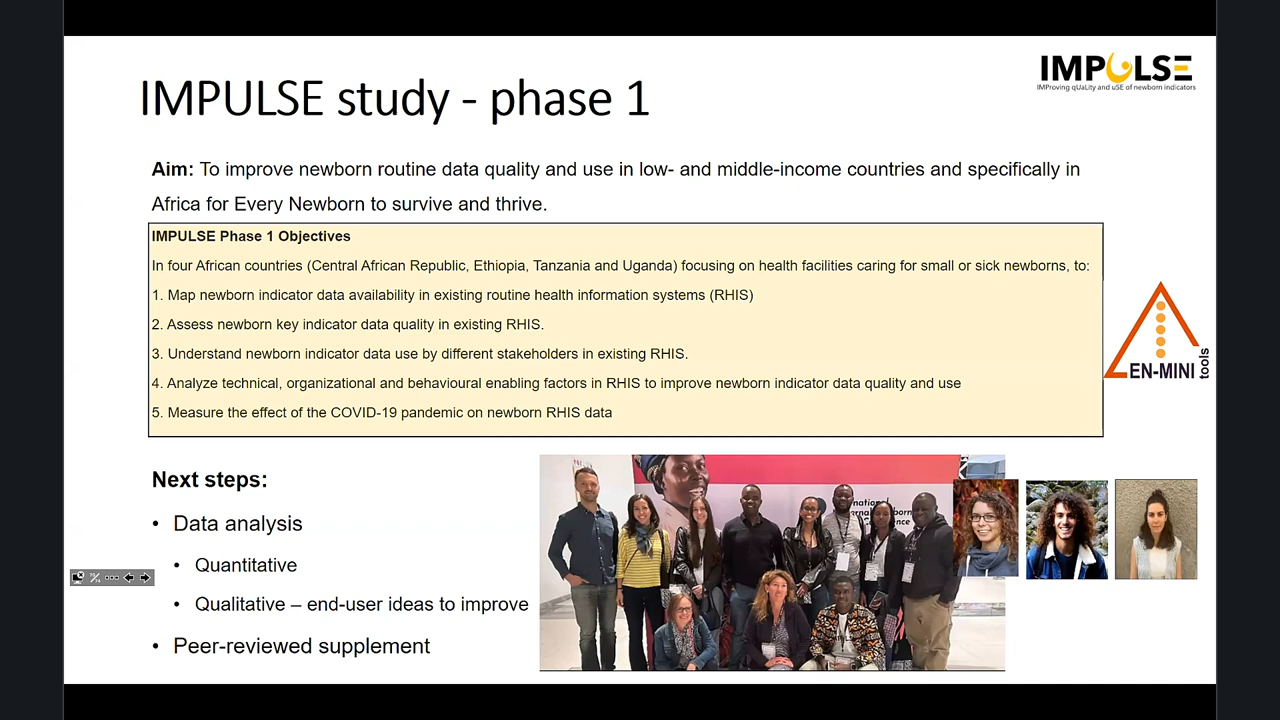 IMPULSE study - phase 1
IMPULSE
IMProving qUaLity and uSE of newborn indicators
Aim: To improve newborn routine data quality and use in low- and middle-income countries and specifically in
Africa for Every Newborn to survive and thrive.
IMPULSE Phase 1 Objectives
In four African countries (Central African Republic, Ethiopia, Tanzania and Uganda) focusing on health facilities caring for small or sick newborns, to:
1. Map newborn indicator data availability in existing routine health information systems (RHIS)
2. Assess newborn key indicator data quality in existing RHIS.
3. Understand newborn indicator data use by different stakeholders in existing RHIS.
4. Analyze technical, organizational and behavioural enabling factors in RHIS to improve newborn indicator data quality and use
5. Measure the effect of the COVID-19 pandemic on newborn RHIS data
EN-MINI
tools
Next steps:
• Data analysis
• Quantitative
• Qualitative – end-user ideas to improve
• Peer-reviewed supplement